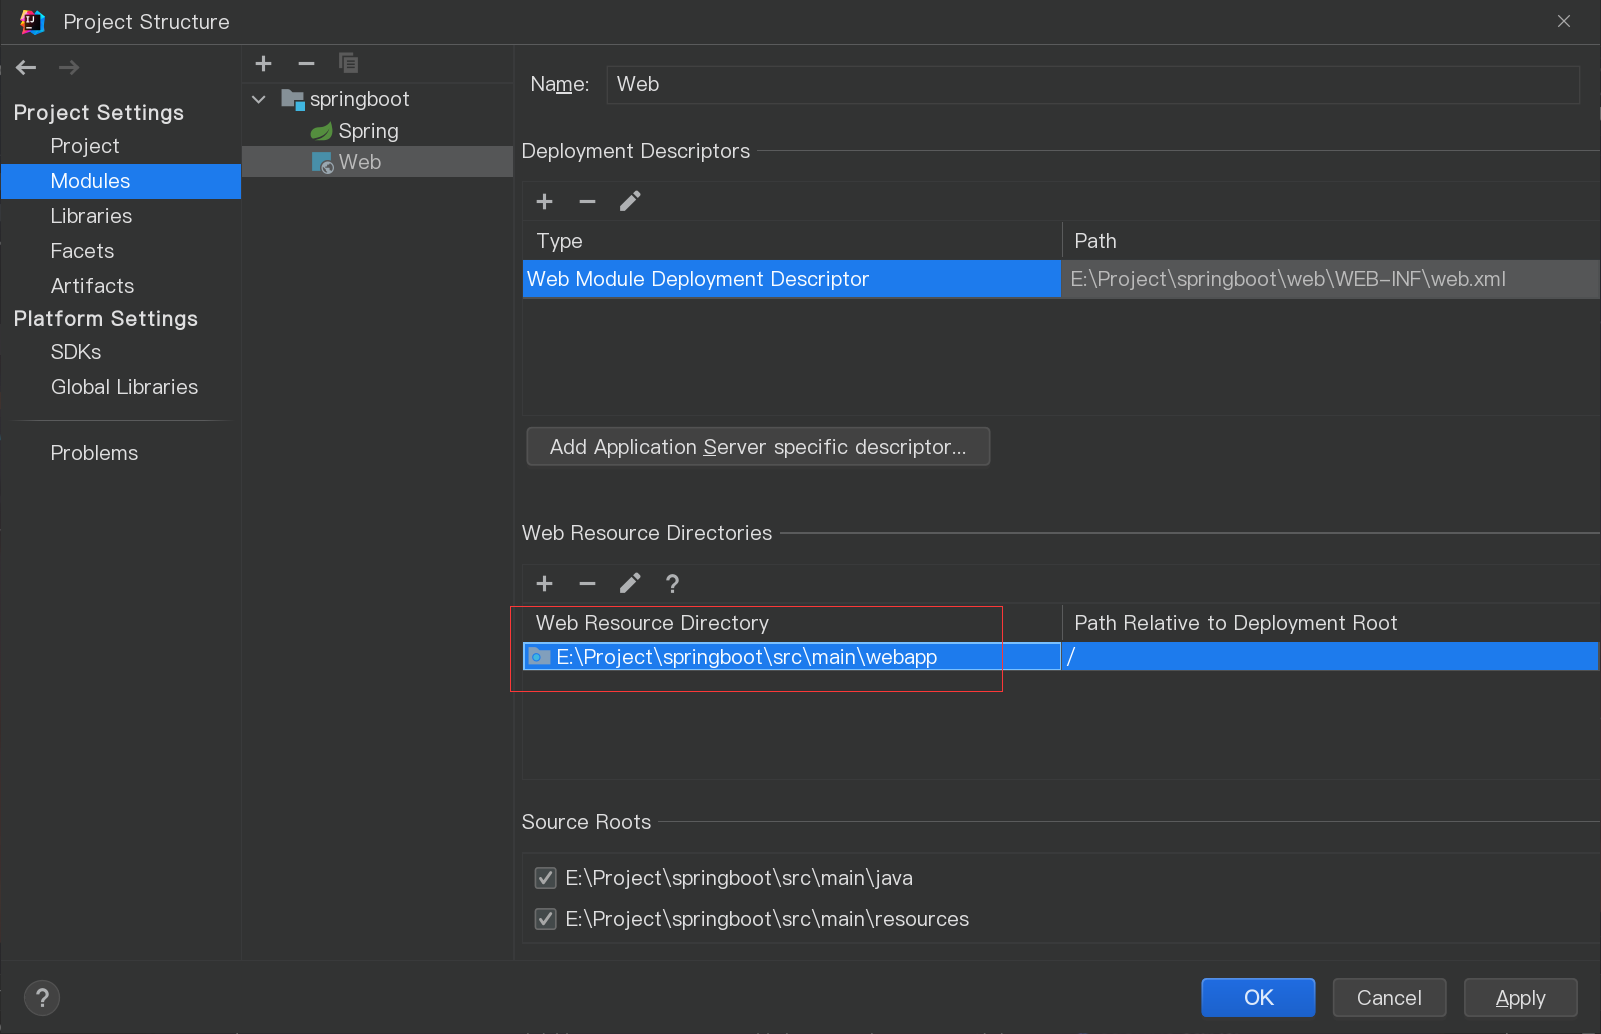 Project Structure
Project Settings
Project
Modules
Libraries
Facets
Artifacts
Platform Settings
SDKs
Global Libraries
Problems
springboot
Spring
Web
Name: Web
Deployment Descriptors
Type Path
Web Module Deployment Descriptor E:\Project\springboot\web\WEB-INF\web.xml
Add Application Server specific descriptor...
Web Resource Directories
?
Web Resource Directory Path Relative to Deployment Root
E:\Project\springboot\src\main\webapp /
Source Roots
E:\Project\springboot\src\main\java
E:\Project\springboot\src\main\resources
? OK Cancel Apply